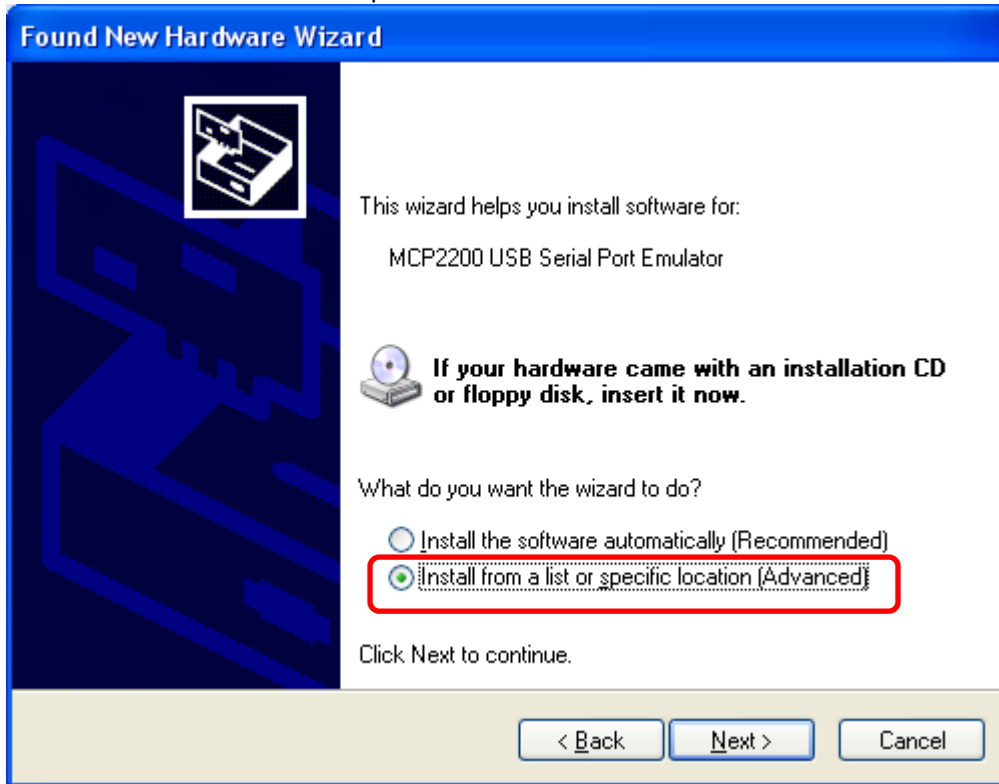 Found New Hardware Wizard
This wizard helps you install software for:
MCP2200 USB Serial Port Emulator
If your hardware came with an installation CD
or floppy disk, insert it now.
What do you want the wizard to do?
Install the software automatically (Recommended)
Install from a list or specific location (Advanced)
Click Next to continue.
< Back
Next >
Cancel